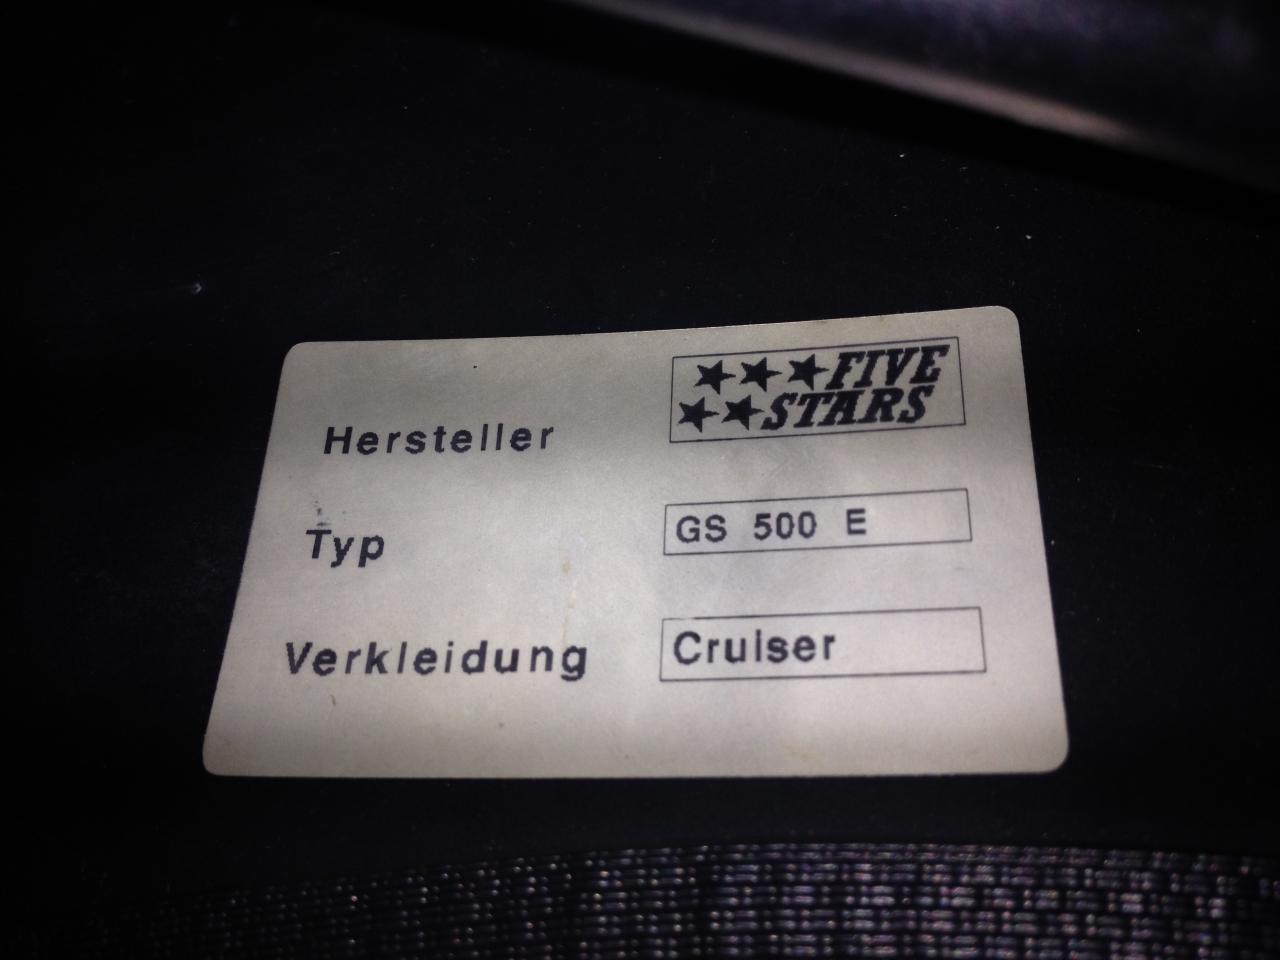 FIVE
STARS
Hersteller
Typ GS 500 E
Verkleidung Cruiser